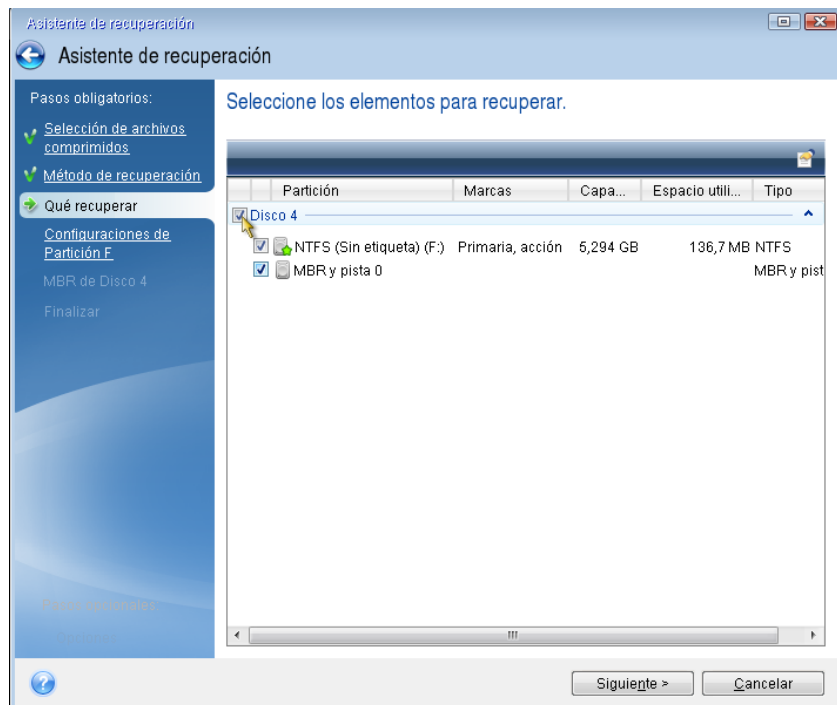 Asistente de recuperación
Asistente de recuperación
Pasos obligatorios:
Selección de archivos
comprimidos
Método de recuperación
Qué recuperar
Configuraciones de
Partición F
MBR de Disco 4
Finalizar
Seleccione los elementos para recuperar.
Partición Marcas Capa... Espacio utili... Tipo
Disco 4
NTFS (Sin etiqueta) (F:) Primaria, acción 5,294 GB 136,7 MB NTFS
MBR y pista 0 MBR y pist
Siguiente > Cancelar